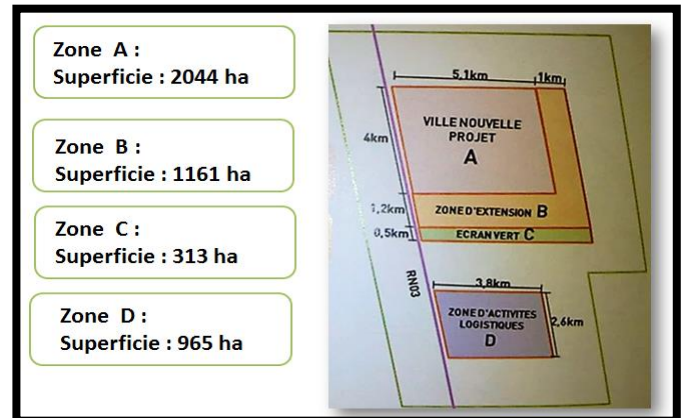 Zone A :
Superficie : 2044 ha
Zone B :
Superficie : 1161 ha
Zone C :
Superficie : 313 ha
Zone D :
Superficie : 965 ha
5,1km
1km
4km
VILLE NOUVELLE
PROJET
A
1,2km
ZONE D'EXTENSION B
0,5km
ECRAN VERT C
RN03
3,8km
ZONE D'ACTIVITES
LOGISTIQUES
D
2,6km